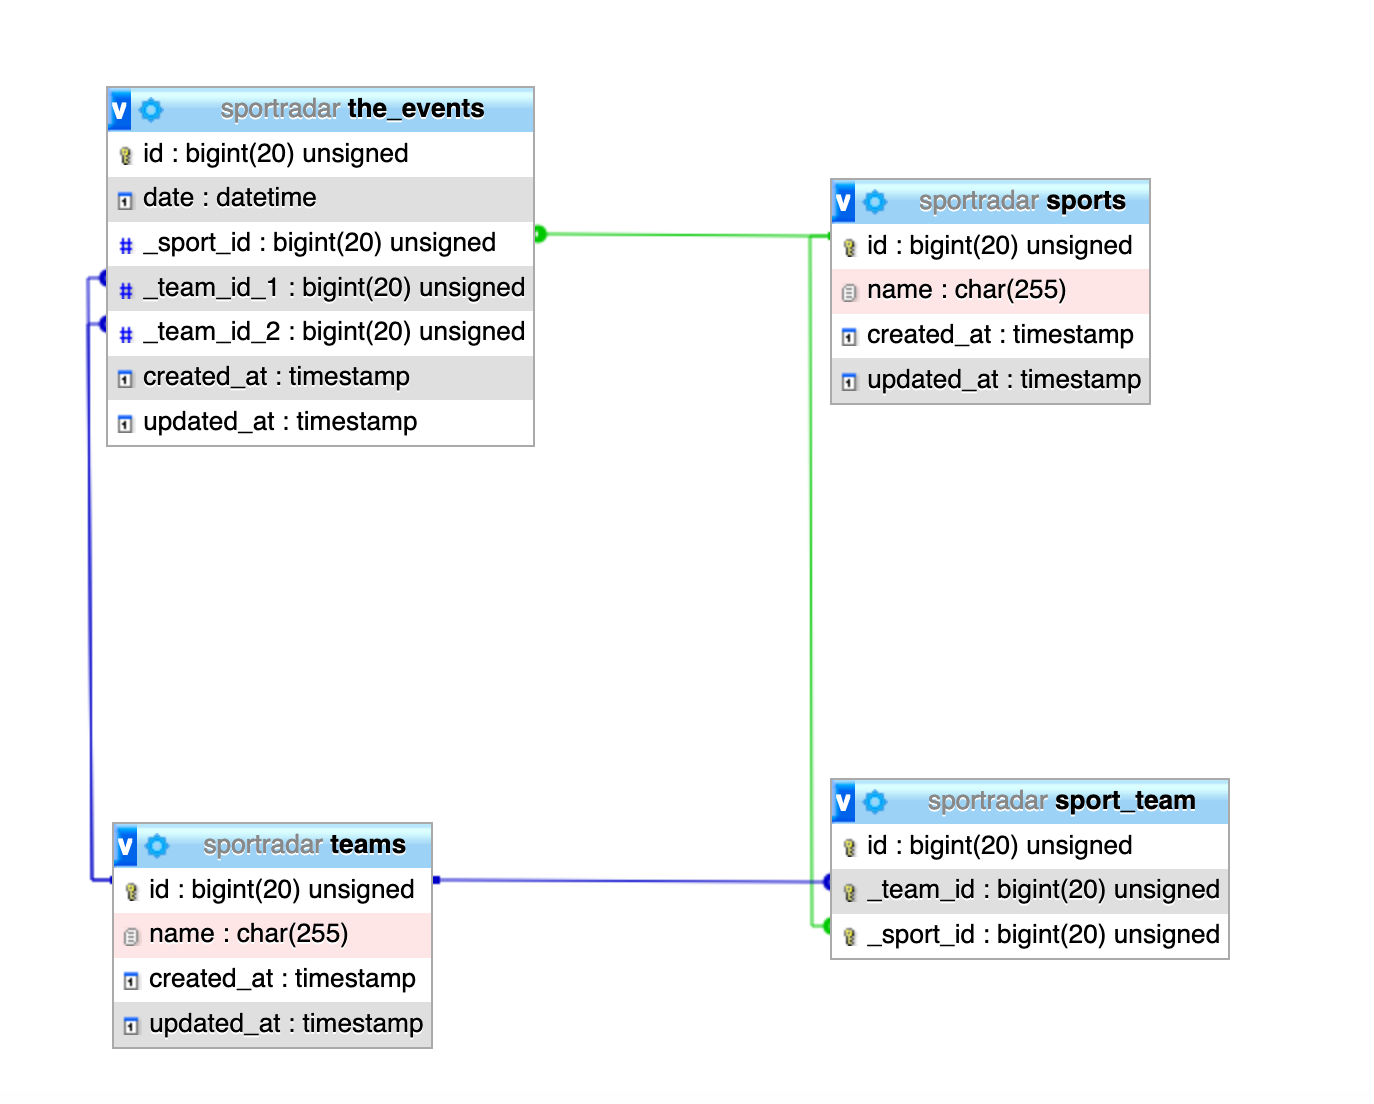 v sportradar the_events
id : bigint(20) unsigned
date : datetime
_sport_id : bigint(20) unsigned
_team_id_1 : bigint(20) unsigned
_team_id_2 : bigint(20) unsigned
created_at : timestamp
updated_at : timestamp
v sportradar sports
id : bigint(20) unsigned
name : char(255)
created_at : timestamp
updated_at : timestamp
v sportradar teams
id : bigint(20) unsigned
name : char(255)
created_at : timestamp
updated_at : timestamp
v sportradar sport_team
id : bigint(20) unsigned
_team_id : bigint(20) unsigned
_sport_id : bigint(20) unsigned